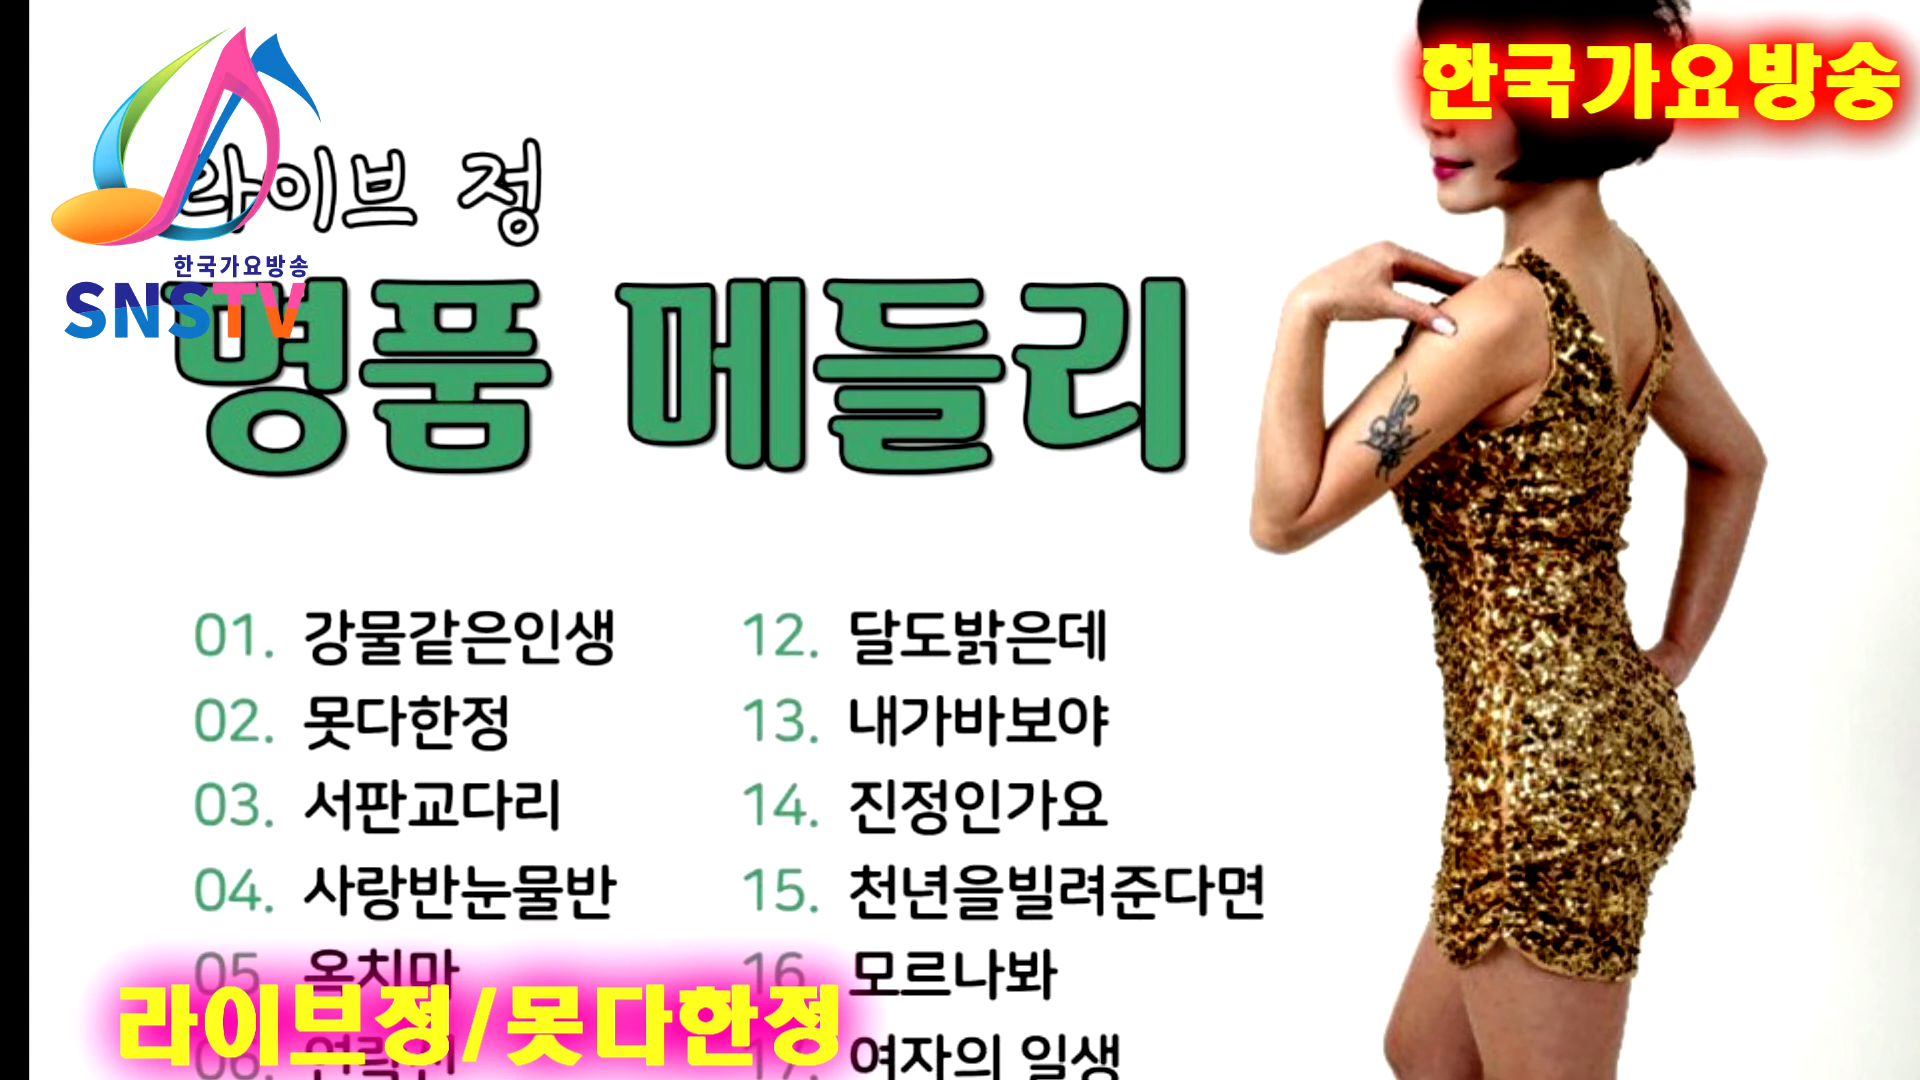 한국가요방송
라이브 정
한국가요방송
SNSTV
명품 메들리
01. 강물같은인생
02. 못다한정
03. 서판교다리
04. 사랑반눈물반
05. 옴치마
06.
12. 달도밝은데
13. 내가바보야
14. 진정인가요
15. 천년을빌려준다면
16. 모르나봐
17. 여자의 일생
라이브정/못다한정